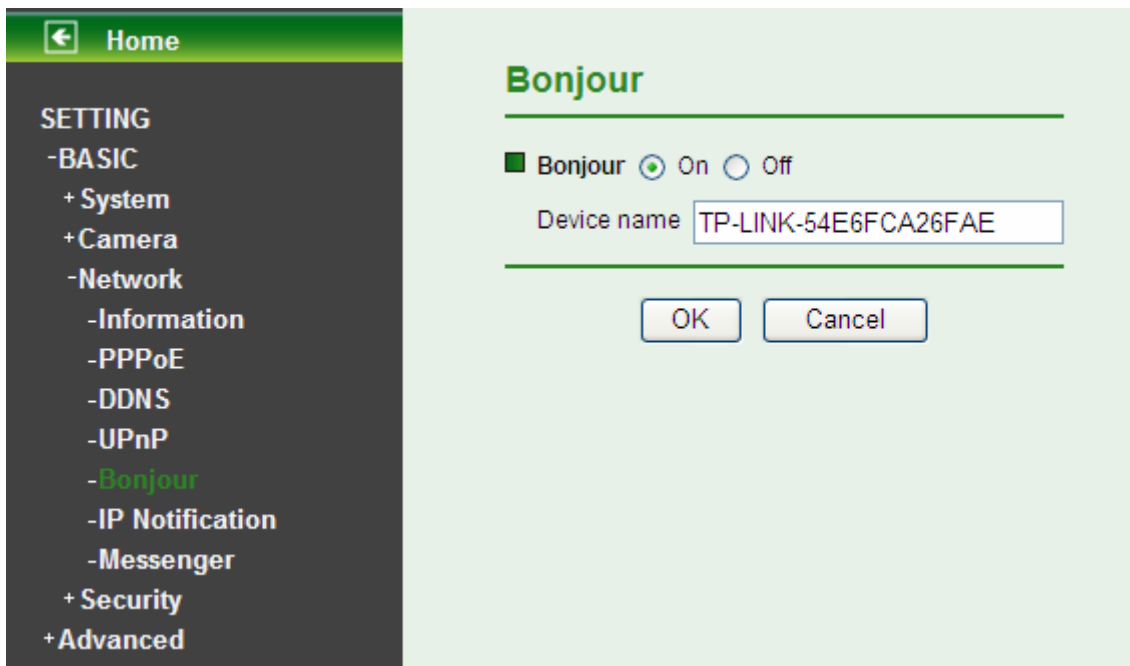 Home
SETTING
-BASIC
+System
+Camera
-Network
-Information
-PPPoE
-DDNS
-UPnP
-Bonjour
-IP Notification
-Messenger
+Security
+Advanced
Bonjour
Bonjour On Off
Device name TP-LINK-54E6FCA26FAE
OK Cancel